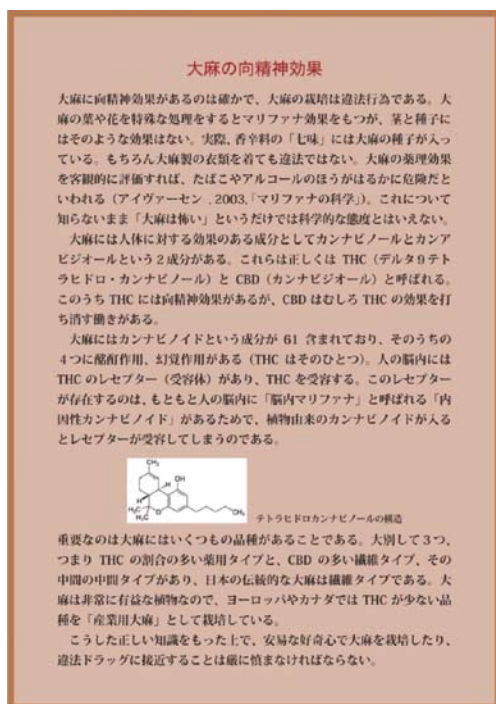 大麻の向精神効果
大麻に向精神効果があるのは確かで、大麻の栽培は違法行為である。大
麻の葉や花を特殊な処理をするとマリファナ効果をもつが、茎と種子に
はそのような効果はない。実際、香辛料の「七味」には大麻の種子が入っ
ている。もちろん大麻製の衣類を着ても違法ではない。大麻の薬理効果
を客観的に評価すれば、たばこやアルコールのほうがはるかに危険だと
いわれる（アイヴァーセン .2003,「マリファナの科学」）。これについて
知らないまま「大麻は怖い」というだけでは科学的な態度とはいえない。
大麻には人体に対する効果のある成分としてカンナビノールとカンア
ビジオールという２成分がある。これらは正しくは THC（デルタ９テト
ラヒドロ・カンナビノール）と CBD（カンナビジオール）と呼ばれる。
このうち THC には向精神効果があるが、CBD はむしろ THC の効果を打
ち消す働きがある。
大麻にはカンナビノイドという成分が 61 含まれており、そのうちの
４つに酩酊作用、幻覚作用がある（THC はそのひとつ）。人の脳内には
THC のレセプター（受容体）があり、THC を受容する。このレセプター
が存在するのは、もともと人の脳内に「脳内マリファナ」と呼ばれる「内
因性カンナビノイド」があるためで、植物由来のカンナビノイドが入る
とレセプターが受容してしまうのである。
CH₃
OH
H
H
H₃C
H₃C
O
CH₃
テトラヒドロカンナビノールの構造
重要なのは大麻にはいくつもの品種があることである。大別して３つ、
つまり THC の割合の多い薬用タイプと、CBD の多い繊維タイプ、その
中間の中間タイプがあり、日本の伝統的な大麻は繊維タイプである。大
麻は非常に有益な植物なので、ヨーロッパやカナダでは THC が少ない品
種を「産業用大麻」として栽培している。
こうした正しい知識をもった上で、安易な好奇心で大麻を栽培したり、
違法ドラッグに接近することは厳に慎まなければならない。